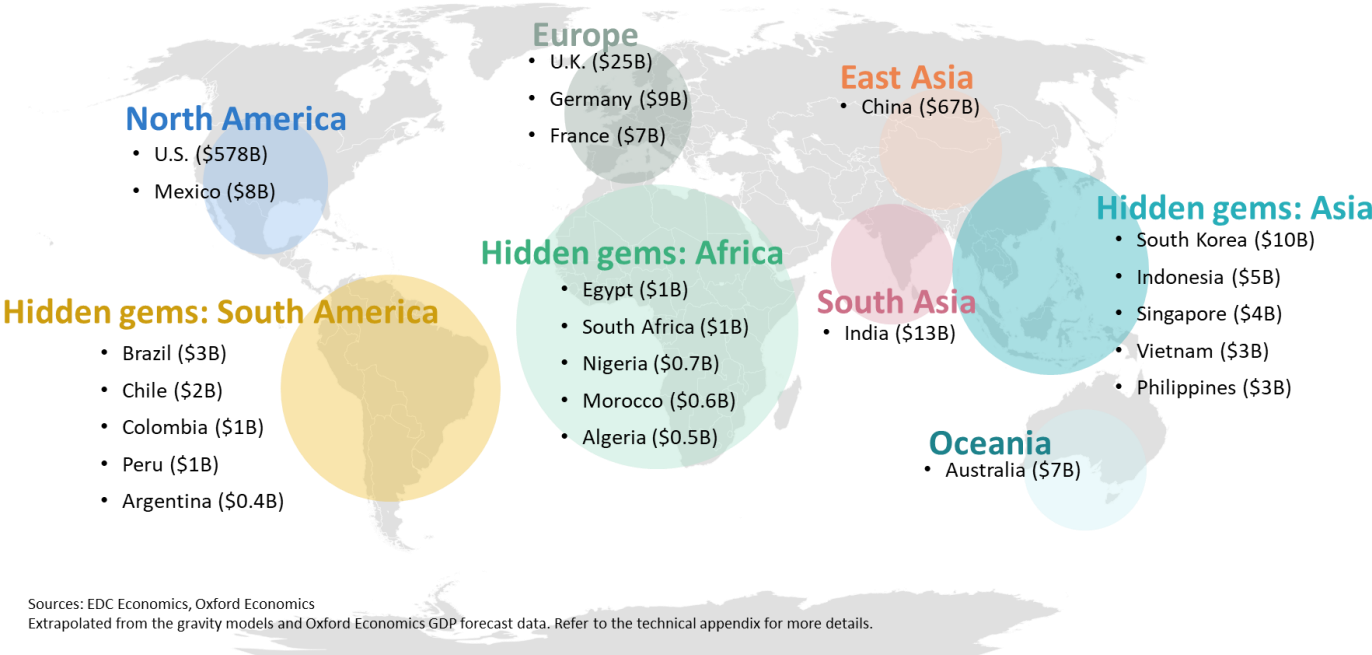 North America
• U.S. ($578B)
• Mexico ($8B)
Europe
• U.K. ($25B)
• Germany ($9B)
• France ($7B)
East Asia
• China ($67B)
Hidden gems: Asia
• South Korea ($10B)
• Indonesia ($5B)
• Singapore ($4B)
• Vietnam ($3B)
• Philippines ($3B)
Hidden gems: South America
• Brazil ($3B)
• Chile ($2B)
• Colombia ($1B)
• Peru ($1B)
• Argentina ($0.4B)
Hidden gems: Africa
• Egypt ($1B)
• South Africa ($1B)
• Nigeria ($0.7B)
• Morocco ($0.6B)
• Algeria ($0.5B)
South Asia
• India ($13B)
Oceania
• Australia ($7B)
Sources: EDC Economics, Oxford Economics
Extrapolated from the gravity models and Oxford Economics GDP forecast data. Refer to the technical appendix for more details.